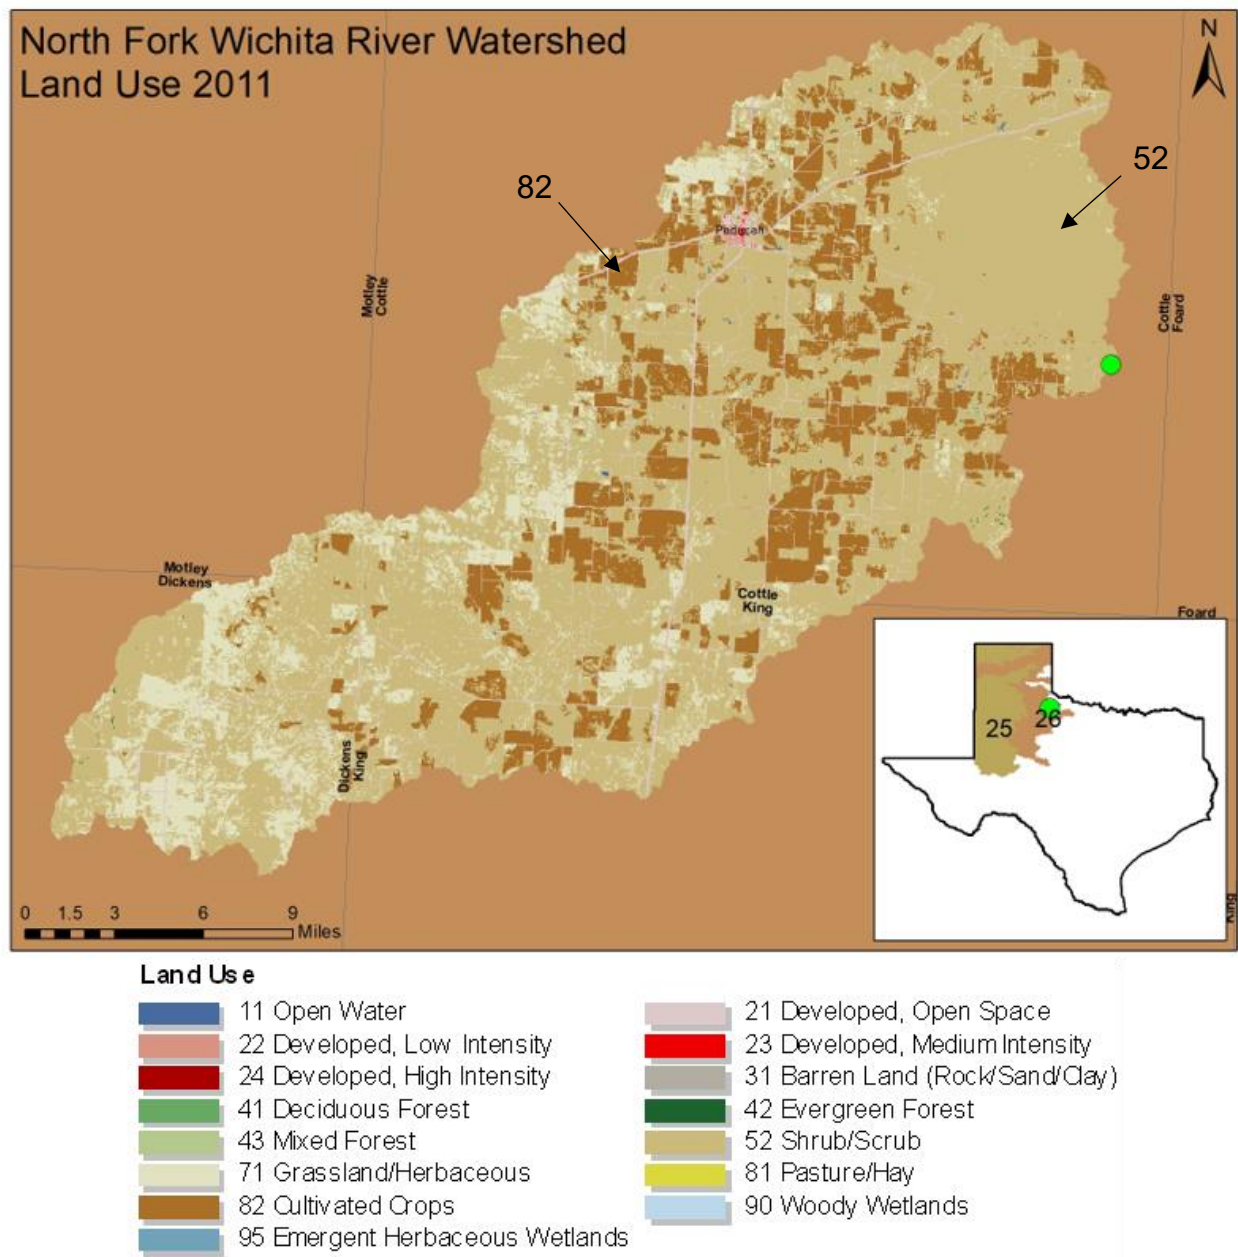 North Fork Wichita River Watershed
Land Use 2011
N
52
82
Paducah
Motley
Cottle
Cottle
Foard
Motley
Dickens
Cottle
King
Foard
Dickens
King
25
26
King
0 1.5 3 6 9
Miles
Land Use
11 Open Water
21 Developed, Open Space
22 Developed, Low Intensity
23 Developed, Medium Intensity
24 Developed, High Intensity
31 Barren Land (Rock/Sand/Clay)
41 Deciduous Forest
42 Evergreen Forest
43 Mixed Forest
52 Shrub/Scrub
71 Grassland/Herbaceous
81 Pasture/Hay
82 Cultivated Crops
90 Woody Wetlands
95 Emergent Herbaceous Wetlands